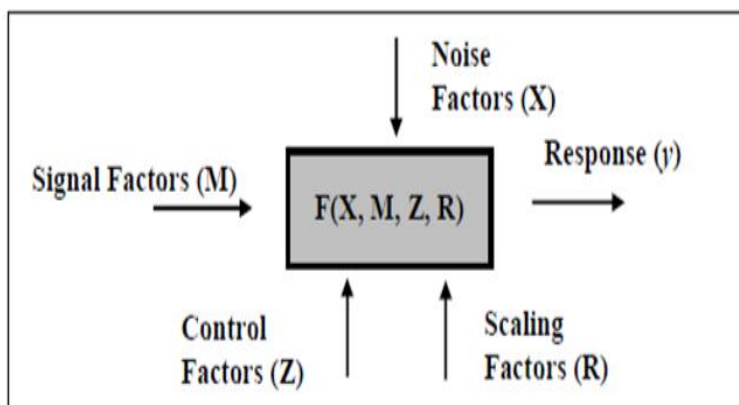 Noise
Factors (X)
Response (y)
Signal Factors (M)
F(X, M, Z, R)
Control
Factors (Z)
Scaling
Factors (R)